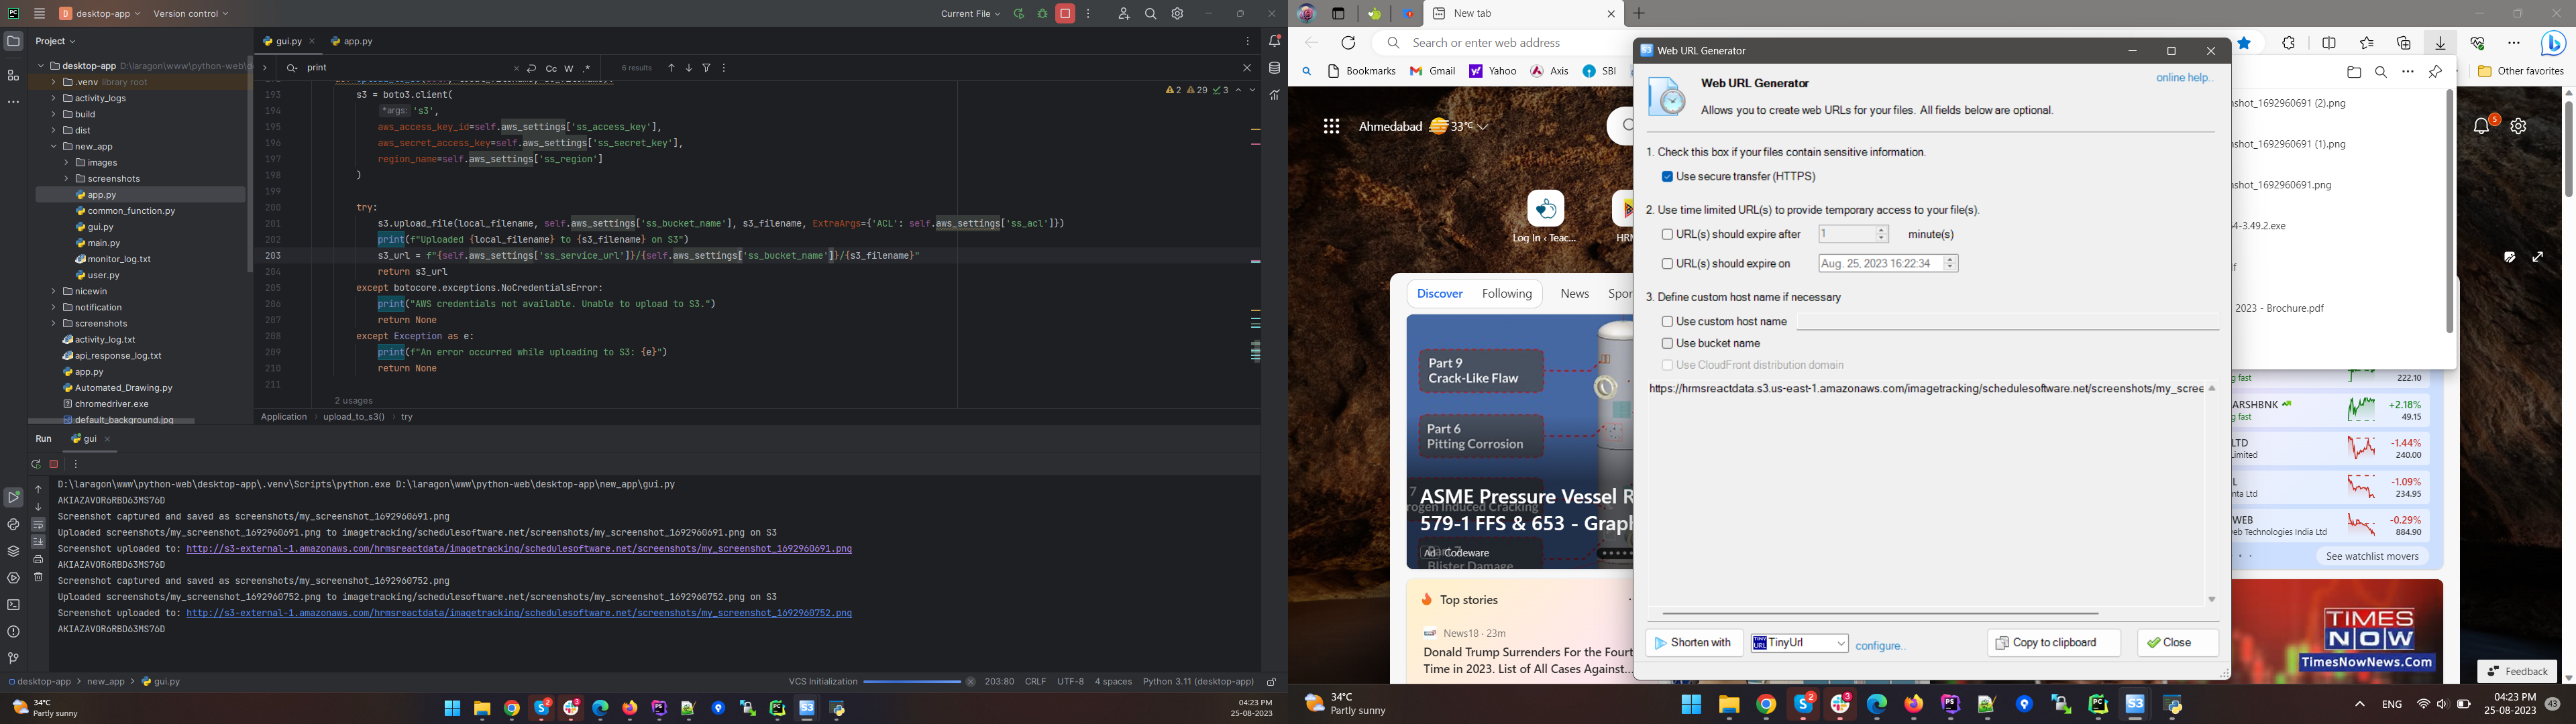 desktop-app
Version control
Current File
Project
gui.py
app.py
print
Cc
W
.*
6 results
desktop-app D:\laragon\www\python-web\d
.venv library root
activity_logs
build
dist
new_app
images
screenshots
app.py
common_function.py
gui.py
main.py
monitor_log.txt
user.py
nicewin
notification
screenshots
activity_log.txt
api_response_log.txt
app.py
Automated_Drawing.py
chromedriver.exe
default_background.jpg
2 29 3
193 s3 = boto3.client(
194 *args: 's3',
195 aws_access_key_id=self.aws_settings['ss_access_key'],
196 aws_secret_access_key=self.aws_settings['ss_secret_key'],
197 region_name=self.aws_settings['ss_region']
198 )
199
200 try:
201 s3.upload_file(local_filename, self.aws_settings['ss_bucket_name'], s3_filename, ExtraArgs={'ACL': self.aws_settings['ss_acl']})
202 print(f"Uploaded {local_filename} to {s3_filename} on S3")
203 s3_url = f"{self.aws_settings['ss_service_url']}/{self.aws_settings['ss_bucket_name']}/{s3_filename}"
204 return s3_url
205 except botocore.exceptions.NoCredentialsError:
206 print("AWS credentials not available. Unable to upload to S3.")
207 return None
208 except Exception as e:
209 print(f"An error occurred while uploading to S3: {e}")
210 return None
211
2 usages
Application
upload_to_s3()
try
Run
gui
D:\laragon\www\python-web\desktop-app\.venv\Scripts\python.exe D:\laragon\www\python-web\desktop-app\new_app\gui.py
AKIAZAVOR6RBD63MS76D
Screenshot captured and saved as screenshots/my_screenshot_1692960691.png
Uploaded screenshots/my_screenshot_1692960691.png to imagetracking/schedulesoftware.net/screenshots/my_screenshot_1692960691.png on S3
Screenshot uploaded to: http://s3-external-1.amazonaws.com/hrmsreactdata/imagetracking/schedulesoftware.net/screenshots/my_screenshot_1692960691.png
AKIAZAVOR6RBD63MS76D
Screenshot captured and saved as screenshots/my_screenshot_1692960752.png
Uploaded screenshots/my_screenshot_1692960752.png to imagetracking/schedulesoftware.net/screenshots/my_screenshot_1692960752.png on S3
Screenshot uploaded to: http://s3-external-1.amazonaws.com/hrmsreactdata/imagetracking/schedulesoftware.net/screenshots/my_screenshot_1692960752.png
AKIAZAVOR6RBD63MS76D
desktop-app
new_app
gui.py
VCS Initialization
203:80
CRLF
UTF-8
4 spaces
Python 3.11 (desktop-app)
34°C
Partly sunny
04:23 PM
25-08-2023
New tab
Search or enter web address
Bookmarks
Gmail
Yahoo
Axis
SBI
Other favorites
Ahmedabad
33°C
Log In ‹ Teac...
HRM
Discover
Following
News
Spor
Part 9
Crack-Like Flaw
Part 6
Pitting Corrosion
ASME Pressure Vessel R
579-1 FFS & 653 - Graph
Ad
Codeware
Blister Damage
Top stories
News18 · 23m
Donald Trump Surrenders For the Fourt
Time in 2023. List of All Cases Against...
Web URL Generator
Web URL Generator
online help..
Allows you to create web URLs for your files. All fields below are optional.
1. Check this box if your files contain sensitive information.
Use secure transfer (HTTPS)
2. Use time limited URL(s) to provide temporary access to your file(s).
URL(s) should expire after
1
minute(s)
URL(s) should expire on
Aug. 25, 2023 16:22:34
3. Define custom host name if necessary
Use custom host name
Use bucket name
Use CloudFront distribution domain
https://hrmsreactdata.s3.us-east-1.amazonaws.com/imagetracking/schedulesoftware.net/screenshots/my_scree
Shorten with
TinyUrl
configure..
Copy to clipboard
Close
shot_1692960691 (2).png
shot_1692960691 (1).png
shot_1692960691.png
4-3.49.2.exe
2023 - Brochure.pdf
g fast
222.10
ARSHBNK
g fast
+2.18%
49.15
LTD
Limited
-1.44%
240.00
L
nta Ltd
-1.09%
234.95
WEB
eb Technologies India Ltd
-0.29%
884.90
See watchlist movers
TIMES
NOW
TimesNowNews.Com
Feedback
5
34°C
Partly sunny
ENG
04:23 PM
25-08-2023
43